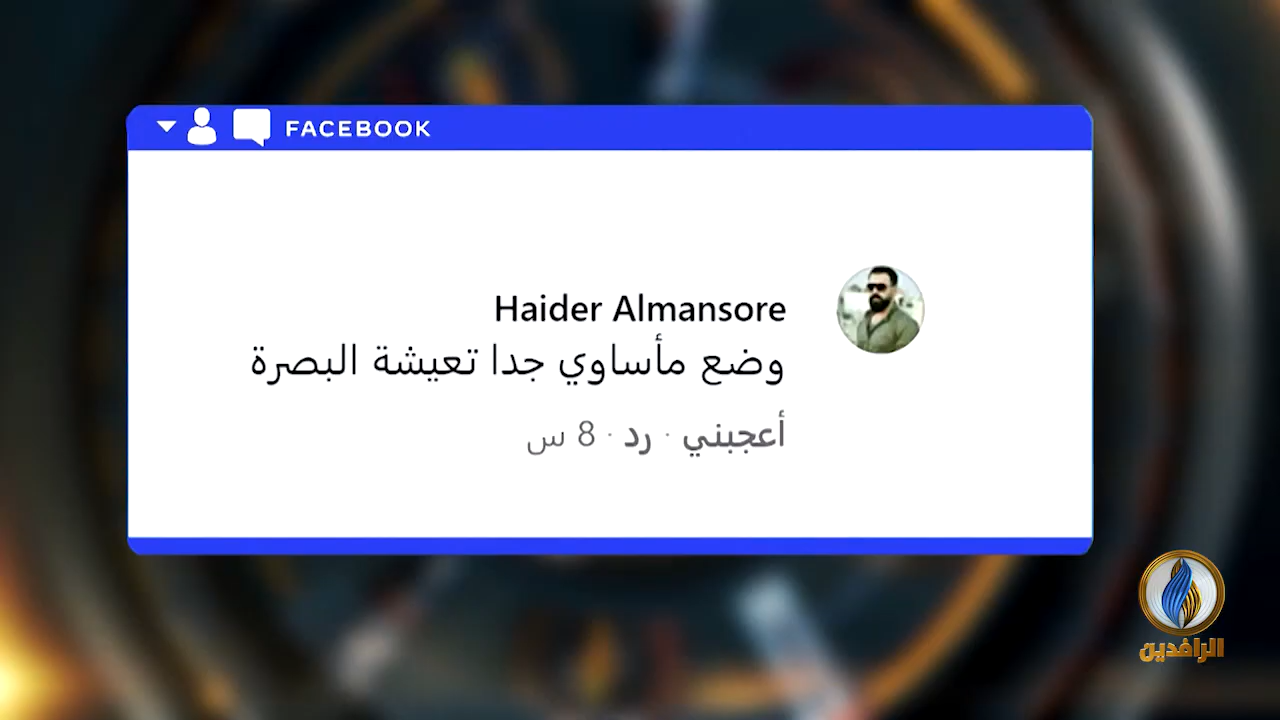 FACEBOOK
Haider Almansore
وضع مأساوي جدا تعيشة البصرة
أعجبني · رد · 8 س
الرافدين